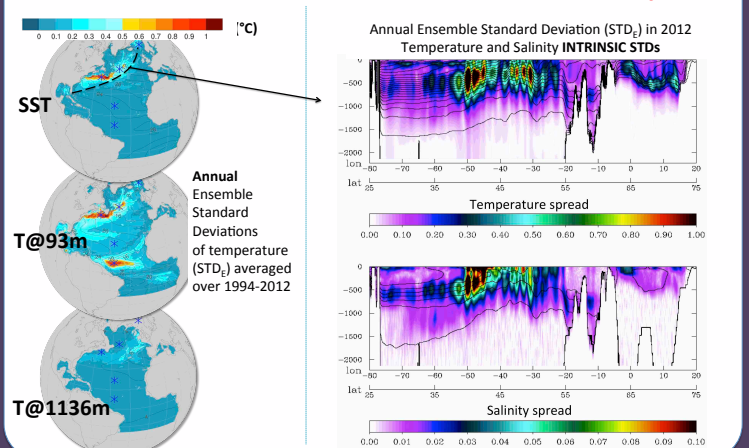 (°C)
0 0.1 0.2 0.3 0.4 0.5 0.6 0.7 0.8 0.9 1
SST
T@93m
T@1136m
Annual
Ensemble
Standard
Deviations
of temperature
(STDE) averaged
over 1994-2012
Annual Ensemble Standard Deviation (STDE) in 2012
Temperature and Salinity INTRINSIC STDs
0
-500
-1000
-1500
-2000
lon -80 -70 -60 -50 -40 -30 -20 -10 0 10 20
lat 25 35 45 55 65 25
Temperature spread
0.00 0.10 0.20 0.30 0.40 0.50 0.60 0.70 0.80 0.90 1.00
0
-500
-1000
-1500
-2000
lon -80 -70 -60 -50 -40 -30 -20 -10 0 10 20
lat 25 35 45 55 65 25
Salinity spread
0.00 0.01 0.02 0.03 0.04 0.05 0.06 0.07 0.08 0.09 0.10